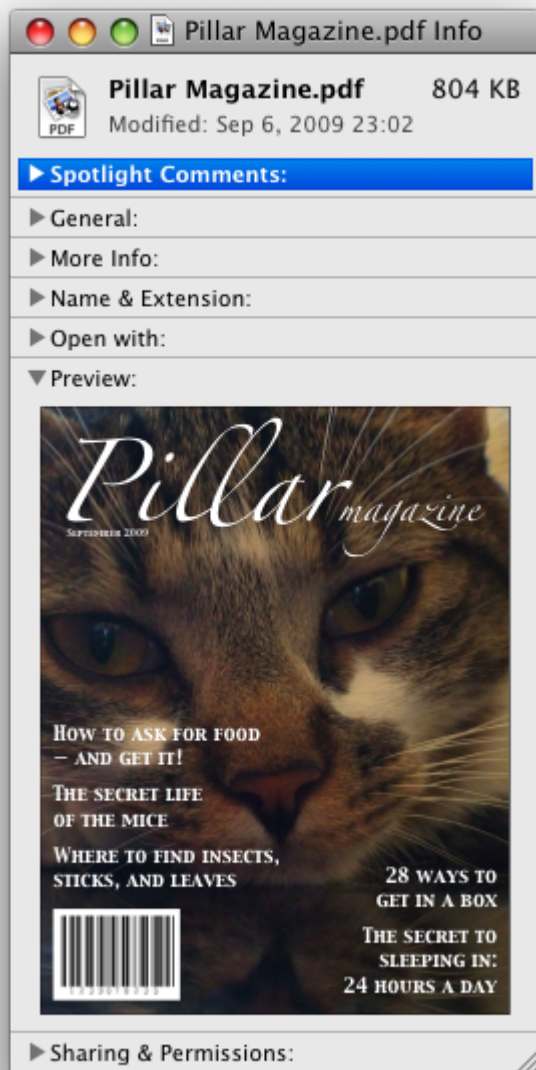 Pillar Magazine.pdf Info
Pillar Magazine.pdf 804 KB
Modified: Sep 6, 2009 23:02
PDF
Spotlight Comments:
General:
More Info:
Name & Extension:
Open with:
Preview:
Pillar magazine
September 2009
How to ask for food
– and get it!
The secret life
of the mice
Where to find insects,
sticks, and leaves
28 ways to
get in a box
The secret to
sleeping in:
24 hours a day
Sharing & Permissions: